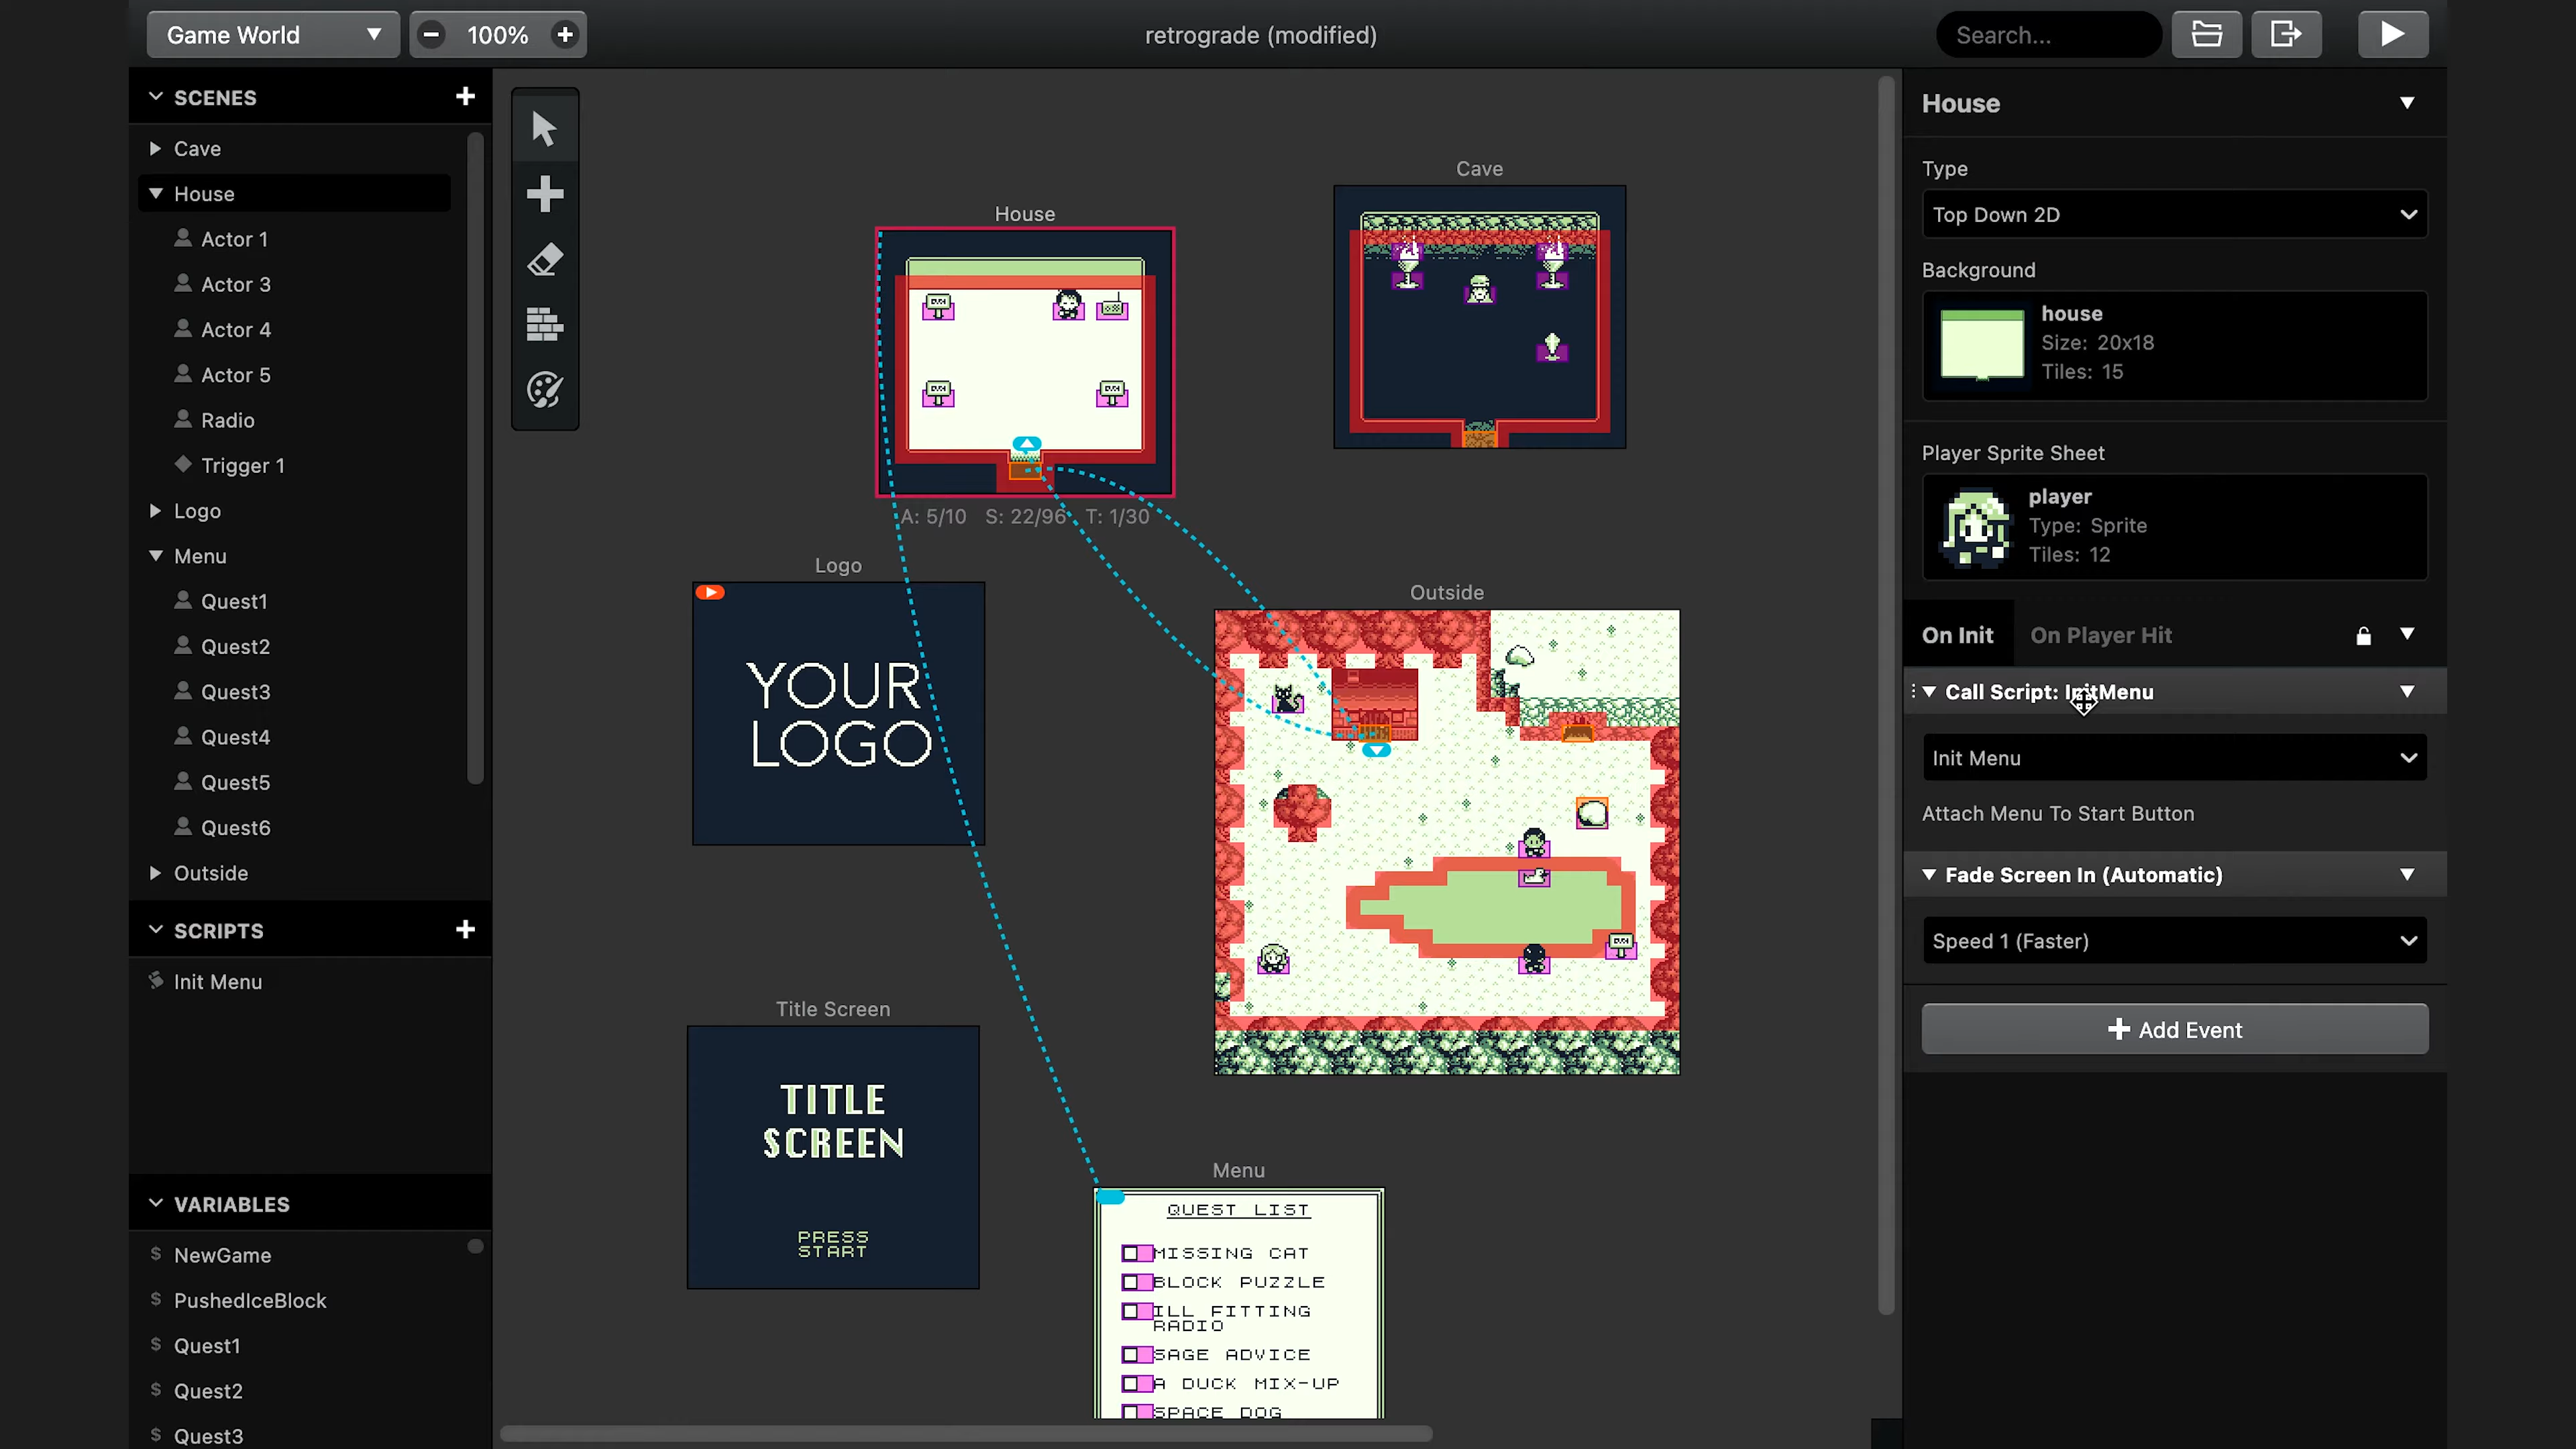 Game World
100%
retrograde (modified)
Search...
SCENES
Cave
House
Actor 1
Actor 3
Actor 4
Actor 5
Radio
Trigger 1
Logo
Menu
Quest1
Quest2
Quest3
Quest4
Quest5
Quest6
Outside
SCRIPTS
Init Menu
VARIABLES
$ NewGame
$ PushedIceBlock
$ Quest1
$ Quest2
$ Quest3
House
A: 5/10 S: 22/96 T: 1/30
Cave
Logo
YOUR
LOGO
Outside
Title Screen
TITLE
SCREEN
PRESS
START
Menu
QUEST LIST
MISSING CAT
BLOCK PUZZLE
ILL FITTING
RADIO
SAGE ADVICE
A DUCK MIX-UP
SPACE DOG
House
Type
Top Down 2D
Background
house
Size: 20x18
Tiles: 15
Player Sprite Sheet
player
Type: Sprite
Tiles: 12
On Init
On Player Hit
Call Script: InitMenu
Init Menu
Attach Menu To Start Button
Fade Screen In (Automatic)
Speed 1 (Faster)
Add Event